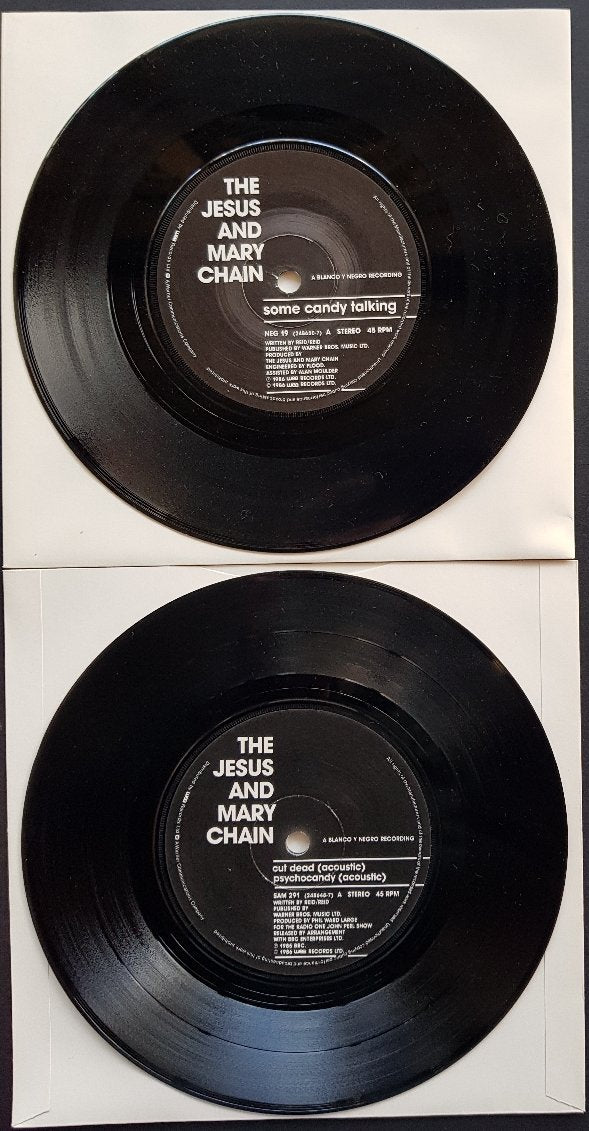 THE
JESUS
AND
MARY
CHAIN
A BLANCO Y NEGRO RECORDING
some candy talking
NEG 19 (248650-7) A STEREO 45 RPM
WRITTEN BY REID/REID
PUBLISHED BY WARNER BROS. MUSIC LTD.
PRODUCED BY
THE JESUS AND MARY CHAIN
ENGINEERED BY FLOOD.
ASSISTED BY ALAN MOULDER
℗ 1986 WEA RECORDS LTD.
© 1986 WEA RECORDS LTD.
THE
JESUS
AND
MARY
CHAIN
A BLANCO Y NEGRO RECORDING
cut dead (acoustic)
psychocandy (acoustic)
SAM 291 (248648-7) A STEREO 45 RPM
WRITTEN BY REID/REID
PUBLISHED BY
WARNER BROS. MUSIC LTD.
PRODUCED BY PHIL WARD LARGE
FOR THE RADIO ONE JOHN PEEL SHOW
RELEASED BY ARRANGEMENT
WITH BBC ENTERPRISES LTD.
℗ 1986 BBC.
© 1986 WEA RECORDS LTD.